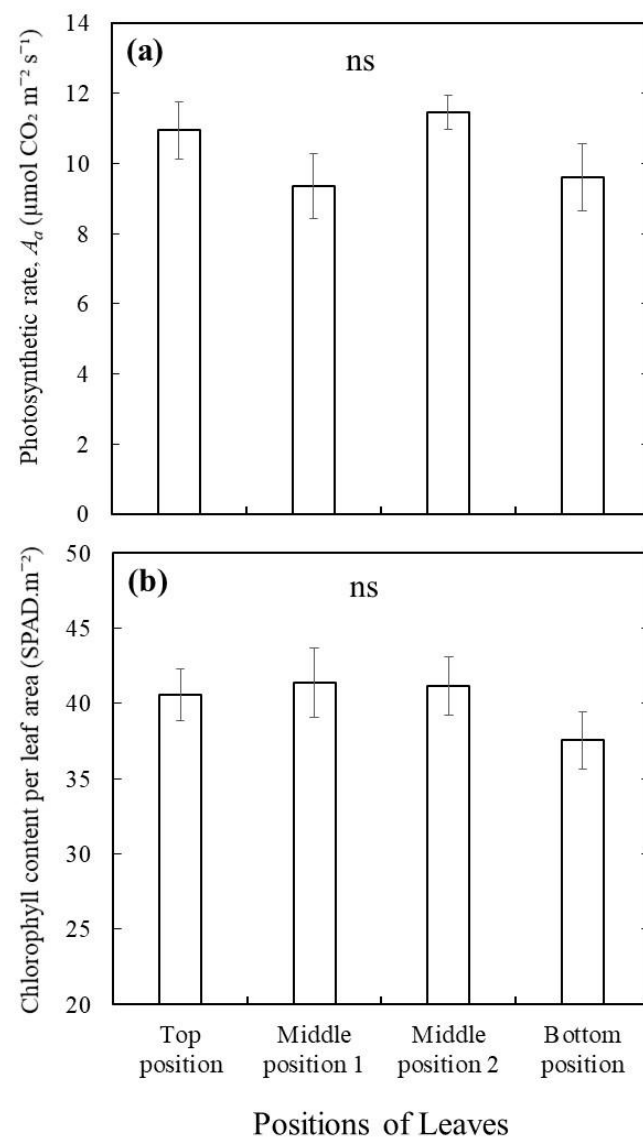 Photosynthetic rate, Aₐ (μmol CO₂ m⁻² s⁻¹)
(a)
ns
14
12
10
8
6
4
2
0
Chlorophyll content per leaf area (SPAD.m⁻²)
(b)
ns
50
45
40
35
30
25
20
Top position
Middle position 1
Middle position 2
Bottom position
Positions of Leaves